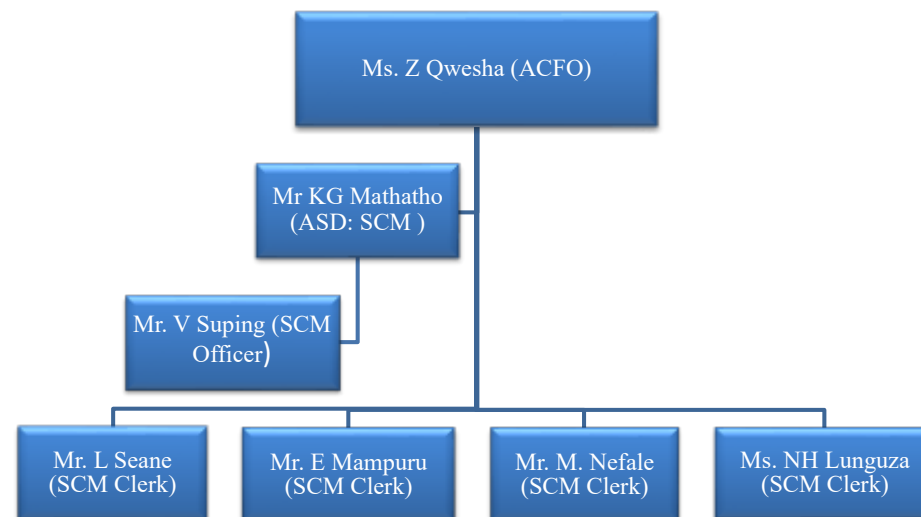 Ms. Z Qwesha (ACFO)
Mr KG Mathatho
(ASD: SCM )
Mr. V Suping (SCM
Officer)
Mr. L Seane
(SCM Clerk)
Mr. E Mampuru
(SCM Clerk)
Mr. M. Nefale
(SCM Clerk)
Ms. NH Lunguza
(SCM Clerk)